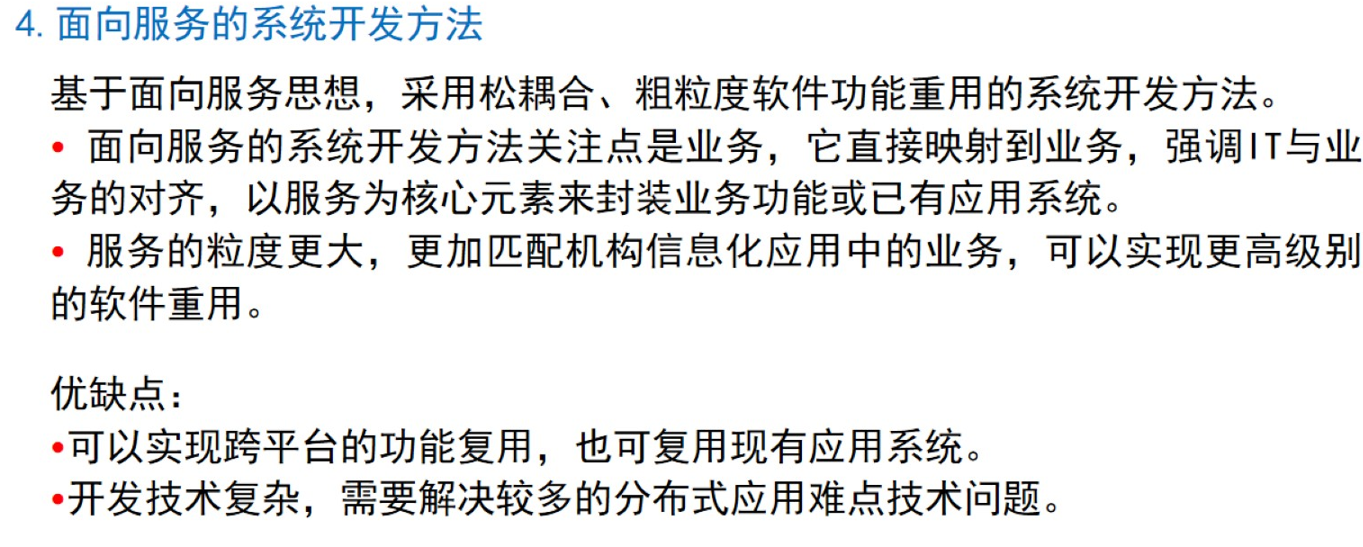 4. 面向服务的系统开发方法
基于面向服务思想，采用松耦合、粗粒度软件功能重用的系统开发方法。
• 面向服务的系统开发方法关注点是业务，它直接映射到业务，强调IT与业
务的对齐，以服务为核心元素来封装业务功能或已有应用系统。
• 服务的粒度更大，更加匹配机构信息化应用中的业务，可以实现更高级别
的软件重用。
优缺点：
•可以实现跨平台的功能复用，也可复用现有应用系统。
•开发技术复杂，需要解决较多的分布式应用难点技术问题。